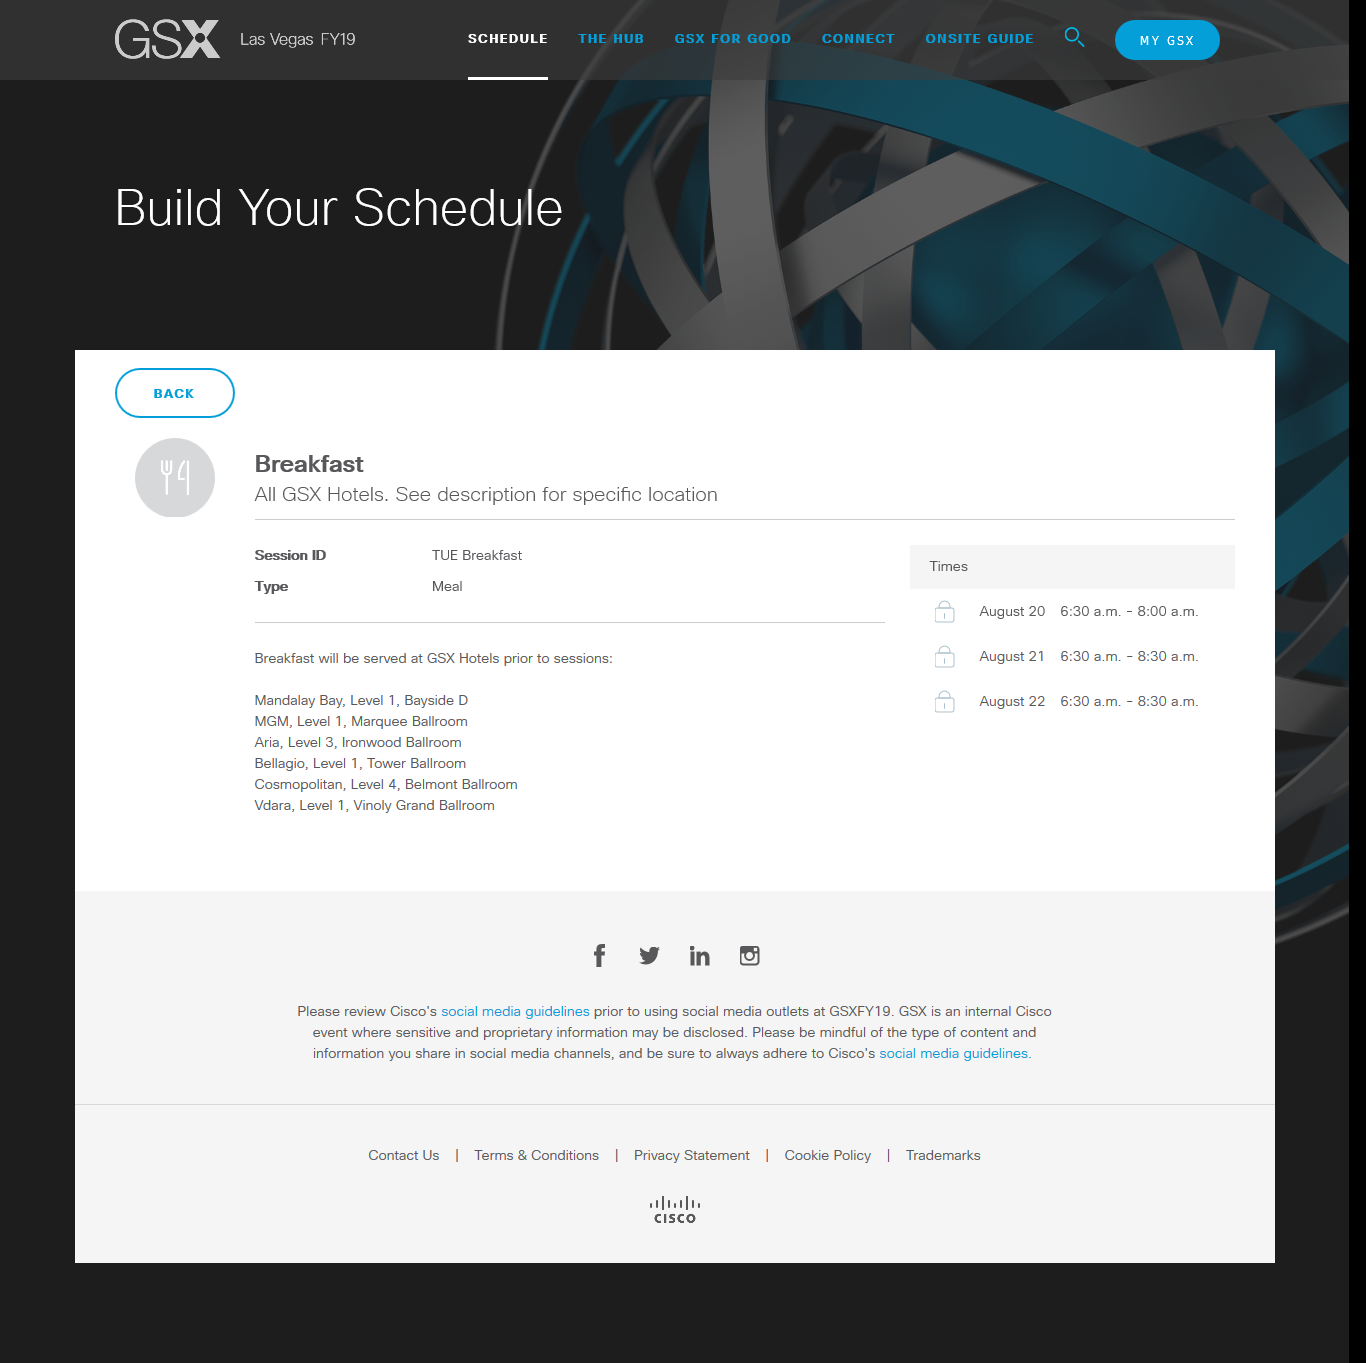 GSX Las Vegas FY19
SCHEDULE THE HUB GSX FOR GOOD CONNECT ONSITE GUIDE MY GSX
Build Your Schedule
BACK
Breakfast
All GSX Hotels. See description for specific location
Session ID TUE Breakfast
Type Meal
Times
August 20 6:30 a.m. - 8:00 a.m.
August 21 6:30 a.m. - 8:30 a.m.
August 22 6:30 a.m. - 8:30 a.m.
Breakfast will be served at GSX Hotels prior to sessions:
Mandalay Bay, Level 1, Bayside D
MGM, Level 1, Marquee Ballroom
Aria, Level 3, Ironwood Ballroom
Bellagio, Level 1, Tower Ballroom
Cosmopolitan, Level 4, Belmont Ballroom
Vdara, Level 1, Vinoly Grand Ballroom
Please review Cisco's social media guidelines prior to using social media outlets at GSXFY19. GSX is an internal Cisco
event where sensitive and proprietary information may be disclosed. Please be mindful of the type of content and
information you share in social media channels, and be sure to always adhere to Cisco's social media guidelines.
Contact Us | Terms & Conditions | Privacy Statement | Cookie Policy | Trademarks
CISCO